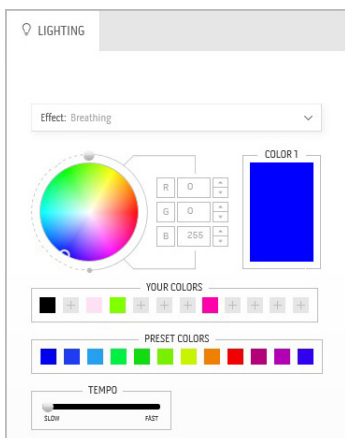 LIGHTING
Effect: Breathing
COLOR 1
R 0
G 0
B 255
YOUR COLORS
PRESET COLORS
TEMPO
SLOW FAST